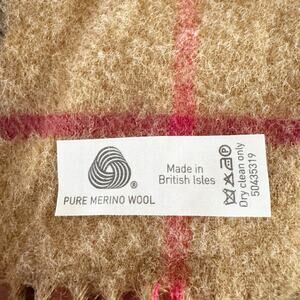 ®
PURE MERINO WOOL
Made in
British Isles
Dry clean only
50435319